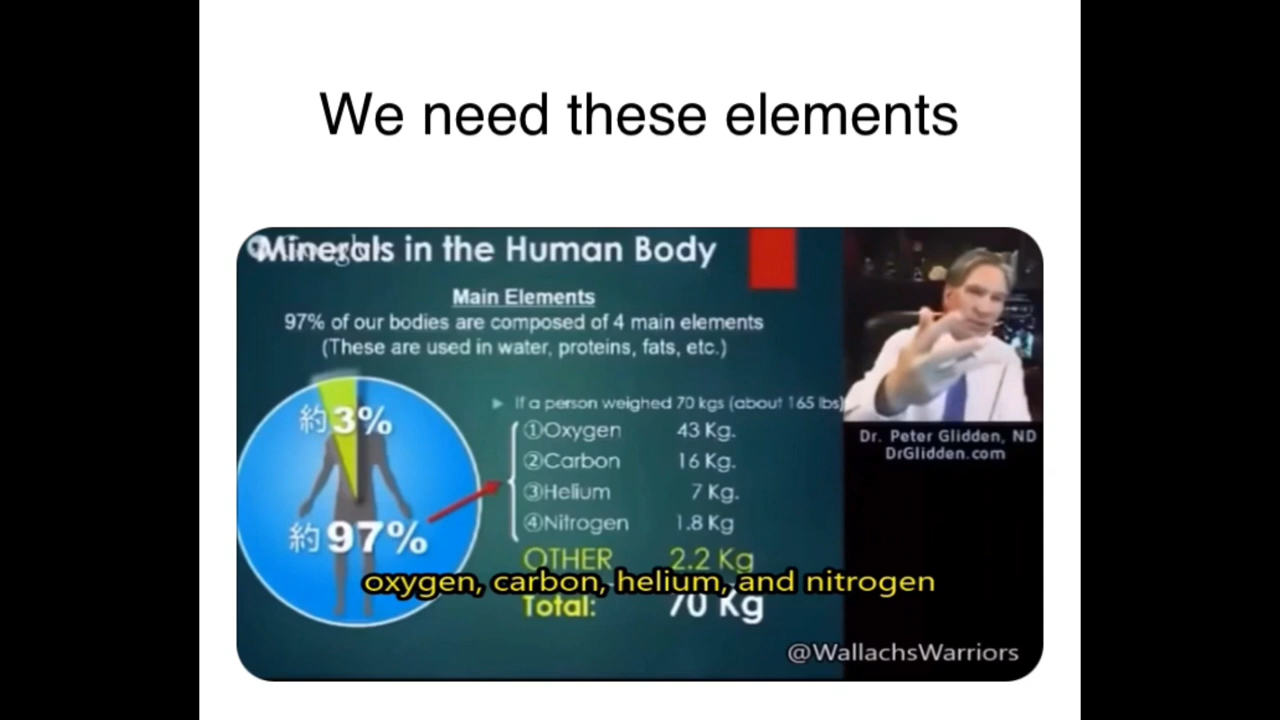 We need these elements
Minerals in the Human Body
Main Elements
97% of our bodies are composed of 4 main elements
(These are used in water, proteins, fats, etc.)
約3%
約97%
▶ If a person weighed 70 kgs (about 165 lbs)
①Oxygen 43 Kg.
②Carbon 16 Kg.
③Helium 7 Kg.
④Nitrogen 1.8 Kg
OTHER 2.2 Kg
oxygen, carbon, helium, and nitrogen
Total: 70 Kg
Dr. Peter Glidden, ND
DrGlidden.com
@WallachsWarriors